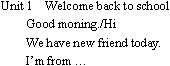 Unit 1 Welcome back to school
Good moning./Hi
We have new friend today.
I'm from …